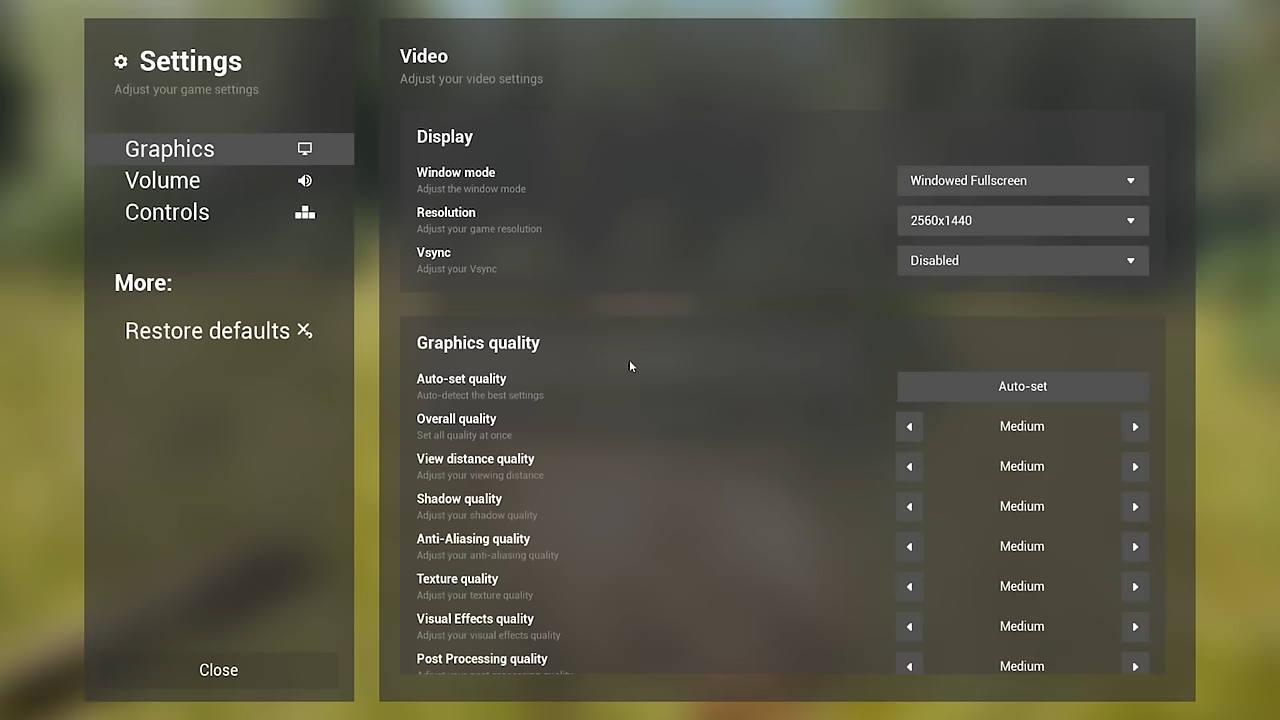 Settings
Adjust your game settings
Graphics
Volume
Controls
More:
Restore defaults
Close
Video
Adjust your video settings
Display
Window mode
Adjust the window mode
Windowed Fullscreen
Resolution
Adjust your game resolution
2560x1440
Vsync
Adjust your Vsync
Disabled
Graphics quality
Auto-set quality
Auto-detect the best settings
Auto-set
Overall quality
Set all quality at once
Medium
View distance quality
Adjust your viewing distance
Medium
Shadow quality
Adjust your shadow quality
Medium
Anti-Aliasing quality
Adjust your anti-aliasing quality
Medium
Texture quality
Adjust your texture quality
Medium
Visual Effects quality
Adjust your visual effects quality
Medium
Post Processing quality
Medium